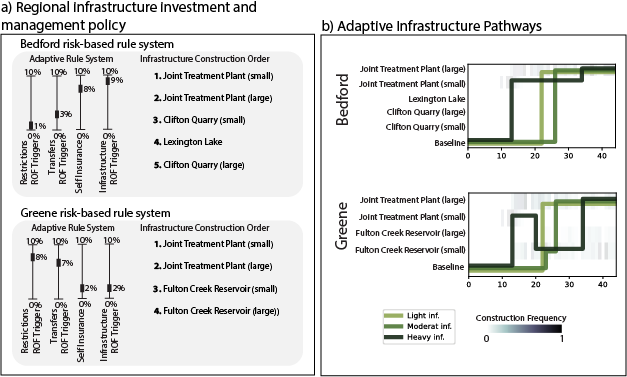 a) Regional Infrastructure Investment and
management policy
Bedford risk-based rule system
Adaptive Rule System
Infrastructure Construction Order
10% 10% 10% 10%
1% 3% 8% 9%
0% 0% 0% 0%
Restrictions
ROF Trigger
Transfers
ROF Trigger
Self Insurance
Infrastructure
ROF Trigger
1. Joint Treatment Plant (small)
2. Joint Treatment Plant (large)
3. Clifton Quarry (small)
4. Lexington Lake
5. Clifton Quarry (large)
Greene risk-based rule system
Adaptive Rule System
Infrastructure Construction Order
10% 10% 10% 10%
8% 7% 2% 2%
0% 0% 0% 0%
Restrictions
ROF Trigger
Transfers
ROF Trigger
Self Insurance
Infrastructure
ROF Trigger
1. Joint Treatment Plant (small)
2. Joint Treatment Plant (large)
3. Fulton Creek Reservoir (small)
4. Fulton Creek Reservoir (large))
b) Adaptive Infrastructure Pathways
Bedford
Joint Treatment Plant (large)
Joint Treatment Plant (small)
Lexington Lake
Clifton Quarry (large)
Clifton Quarry (small)
Baseline
0 10 20 30 40
Greene
Joint Treatment Plant (large)
Joint Treatment Plant (small)
Fulton Creek Reservoir (large)
Fulton Creek Reservoir (small)
Baseline
0 10 20 30 40
Light inf.
Moderat inf.
Heavy inf.
Construction Frequency
0 1